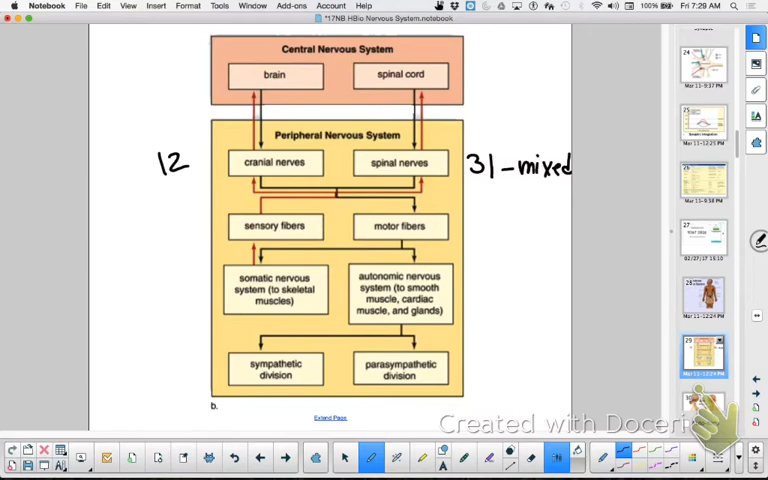 Notebook File Edit View Insert Format Tools Window Add-ons Account Help 100% Fri 7:29 AM
*17NB HBio Nervous System.notebook
Central Nervous System
brain
spinal cord
Peripheral Nervous System
12
cranial nerves
spinal nerves
31-mixed
sensory fibers
motor fibers
somatic nervous
system (to skeletal
muscles)
autonomic nervous
system (to smooth
muscle, cardiac
muscle, and glands)
sympathetic
division
parasympathetic
division
b.
Extend Page
24
Mar 11-9:37 PM
25
Mar 11-12:25 PM
26
Mar 11-9:38 PM
27
02/27/17 15:10
28
29
Mar 11-12:24 PM
Created with Doceri